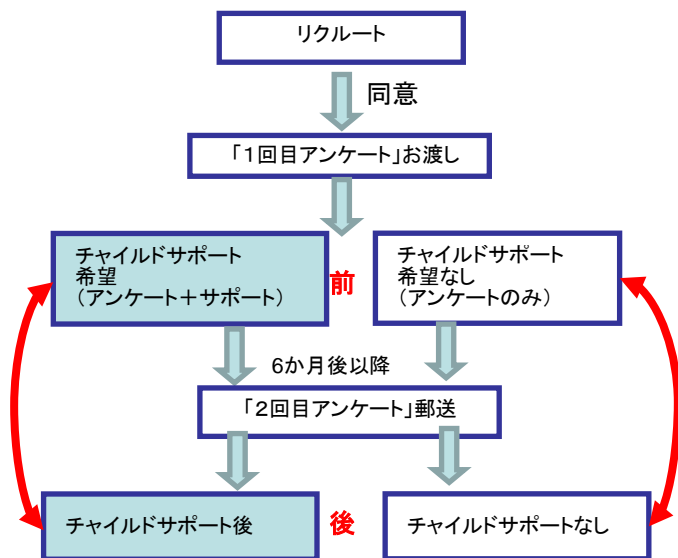 リクルート
同意
「1回目アンケート」お渡し
チャイルドサポート
希望
（アンケート＋サポート）
前
チャイルドサポート
希望なし
（アンケートのみ）
6か月後以降
「2回目アンケート」郵送
チャイルドサポート後
後
チャイルドサポートなし